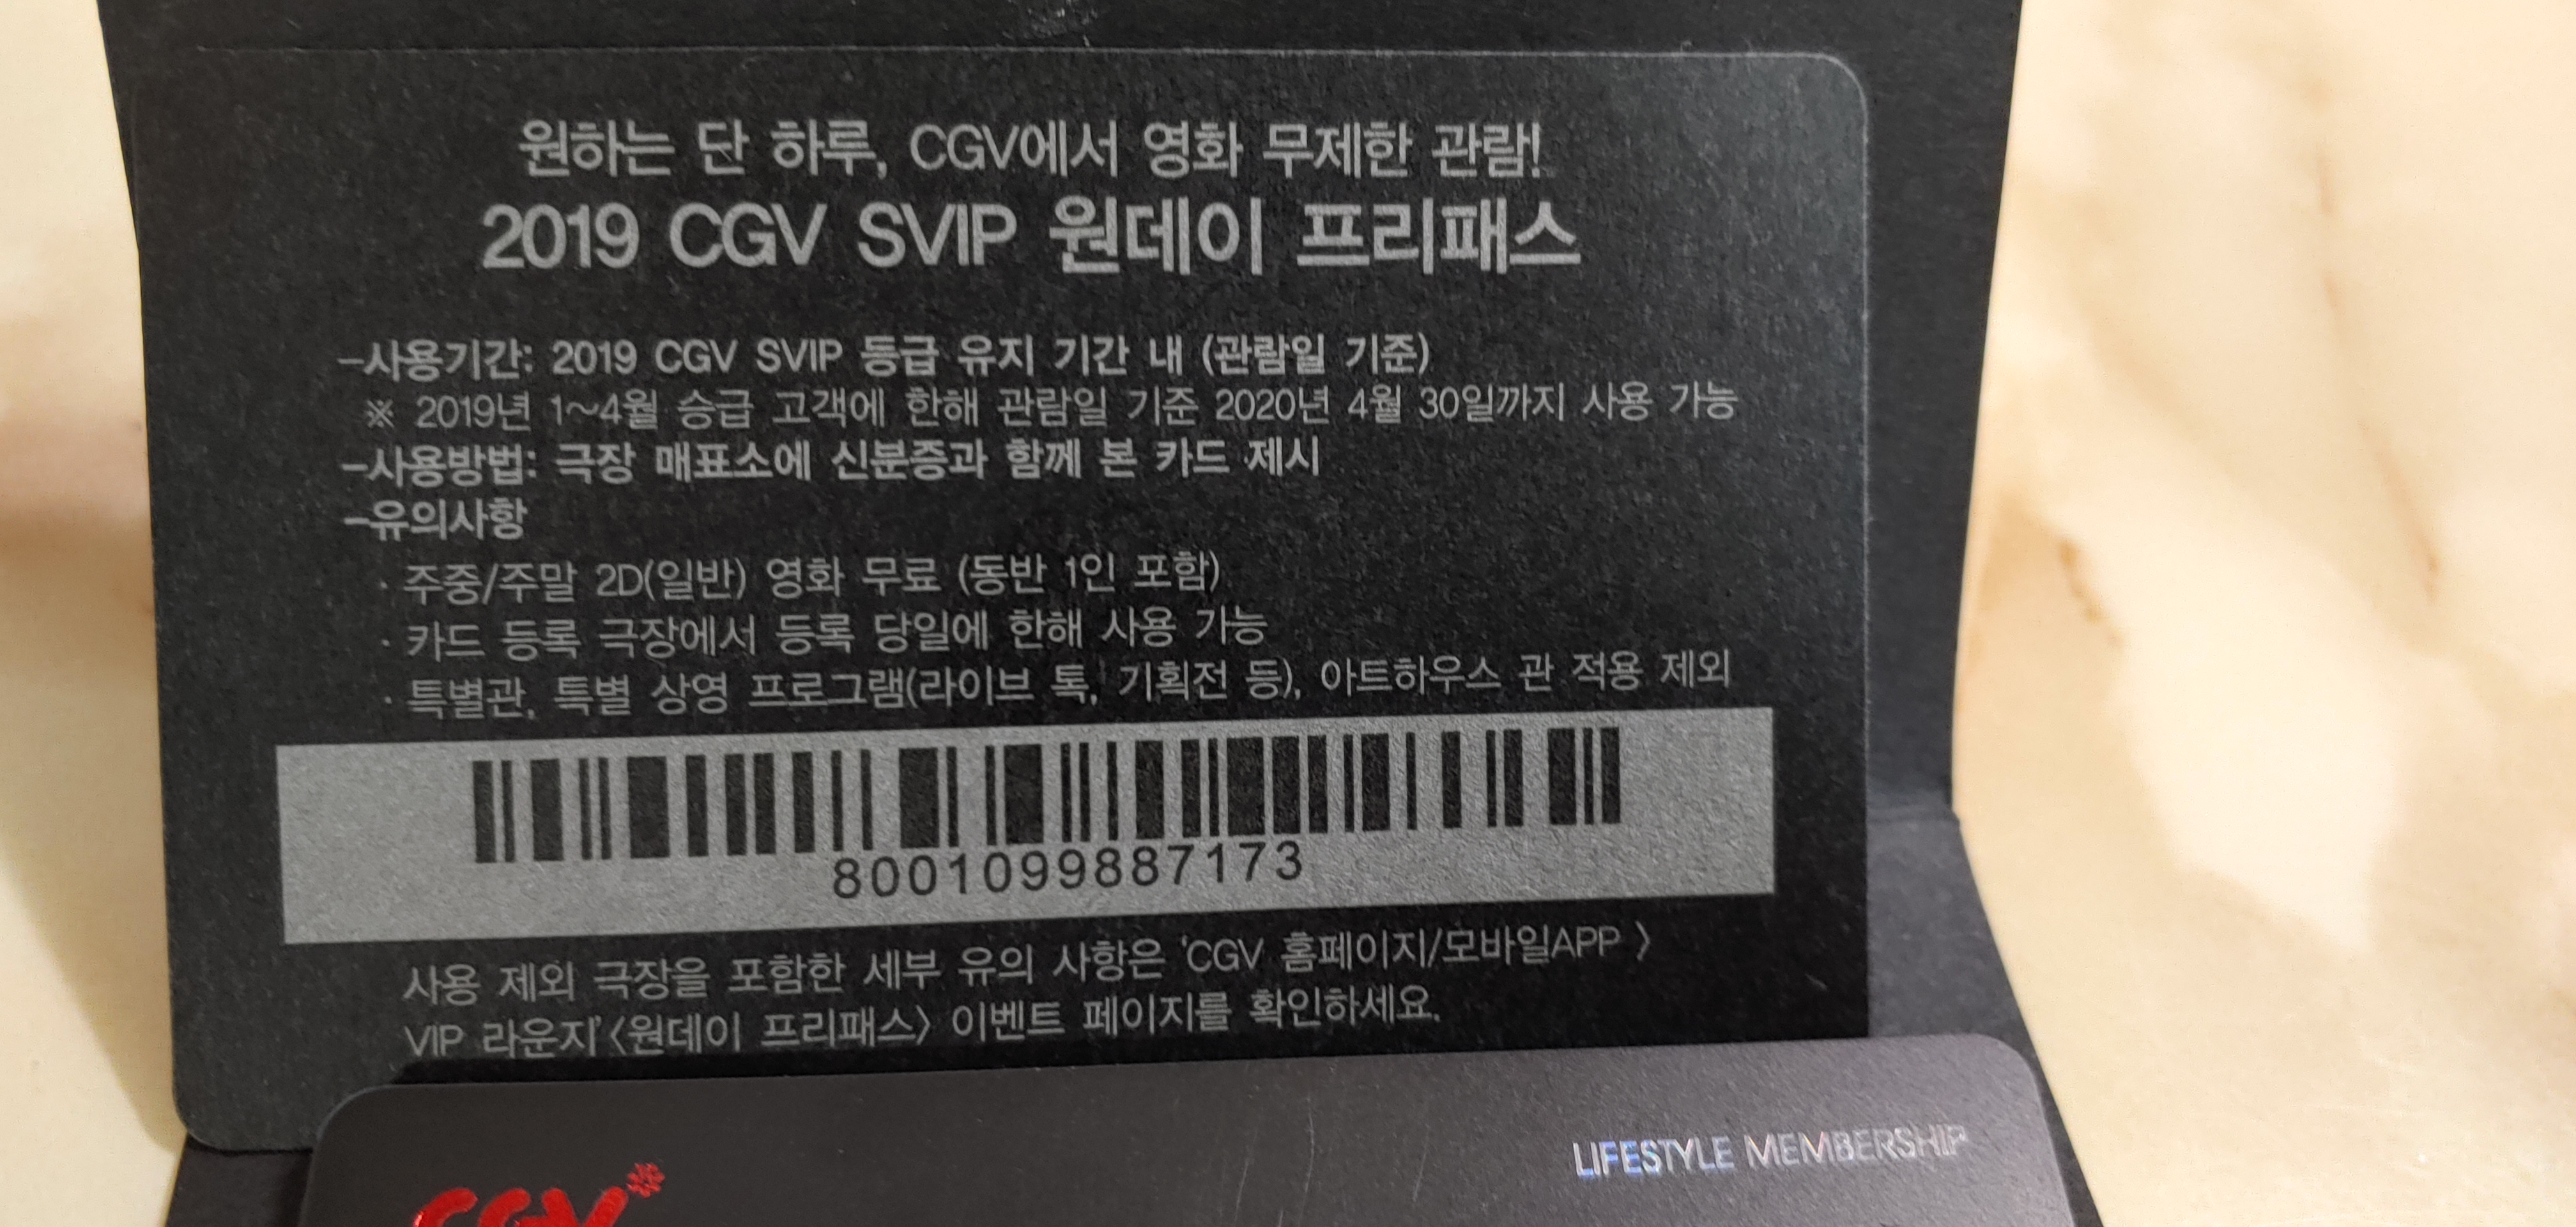 원하는 단 하루, CGV에서 영화 무제한 관람!
2019 CGV SVIP 원데이 프리패스
-사용기간: 2019 CGV SVIP 등급 유지 기간 내 (관람일 기준)
※ 2019년 1~4월 승급 고객에 한해 관람일 기준 2020년 4월 30일까지 사용 가능
-사용방법: 극장 매표소에 신분증과 함께 본 카드 제시
-유의사항
· 주중/주말 2D(일반) 영화 무료 (동반 1인 포함)
· 카드 등록 극장에서 등록 당일에 한해 사용 가능
· 특별관, 특별 상영 프로그램(라이브 톡, 기획전 등), 아트하우스 관 적용 제외
8001099887173
사용 제외 극장을 포함한 세부 유의 사항은 'CGV 홈페이지/모바일APP 〉
VIP 라운지'〈원데이 프리패스〉 이벤트 페이지를 확인하세요.
LIFESTYLE MEMBERSHIP
CGV